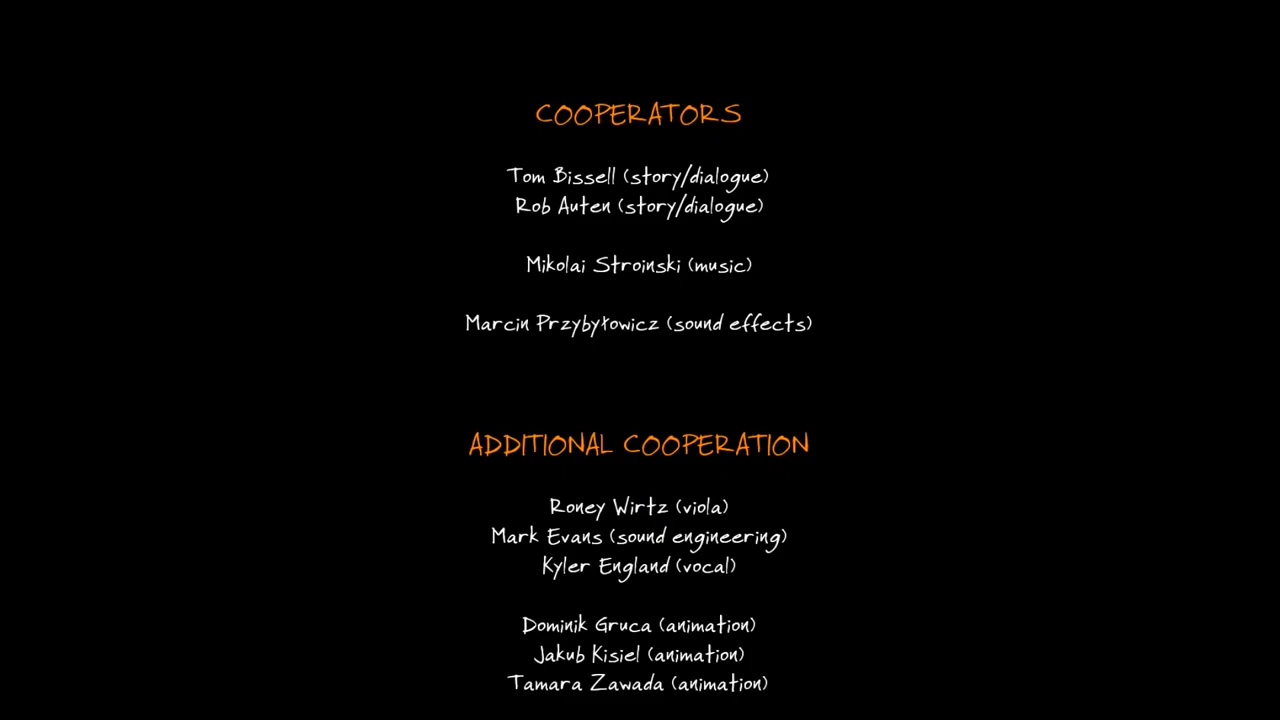 COOPERATORS
Tom Bissell (story/dialogue)
Rob Auten (story/dialogue)
Mikolai Stroinski (music)
Marcin Przybyłowicz (sound effects)
ADDITIONAL COOPERATION
Roney Wirtz (viola)
Mark Evans (sound engineering)
Kyler England (vocal)
Dominik Gruca (animation)
Jakub Kisiel (animation)
Tamara Zawada (animation)